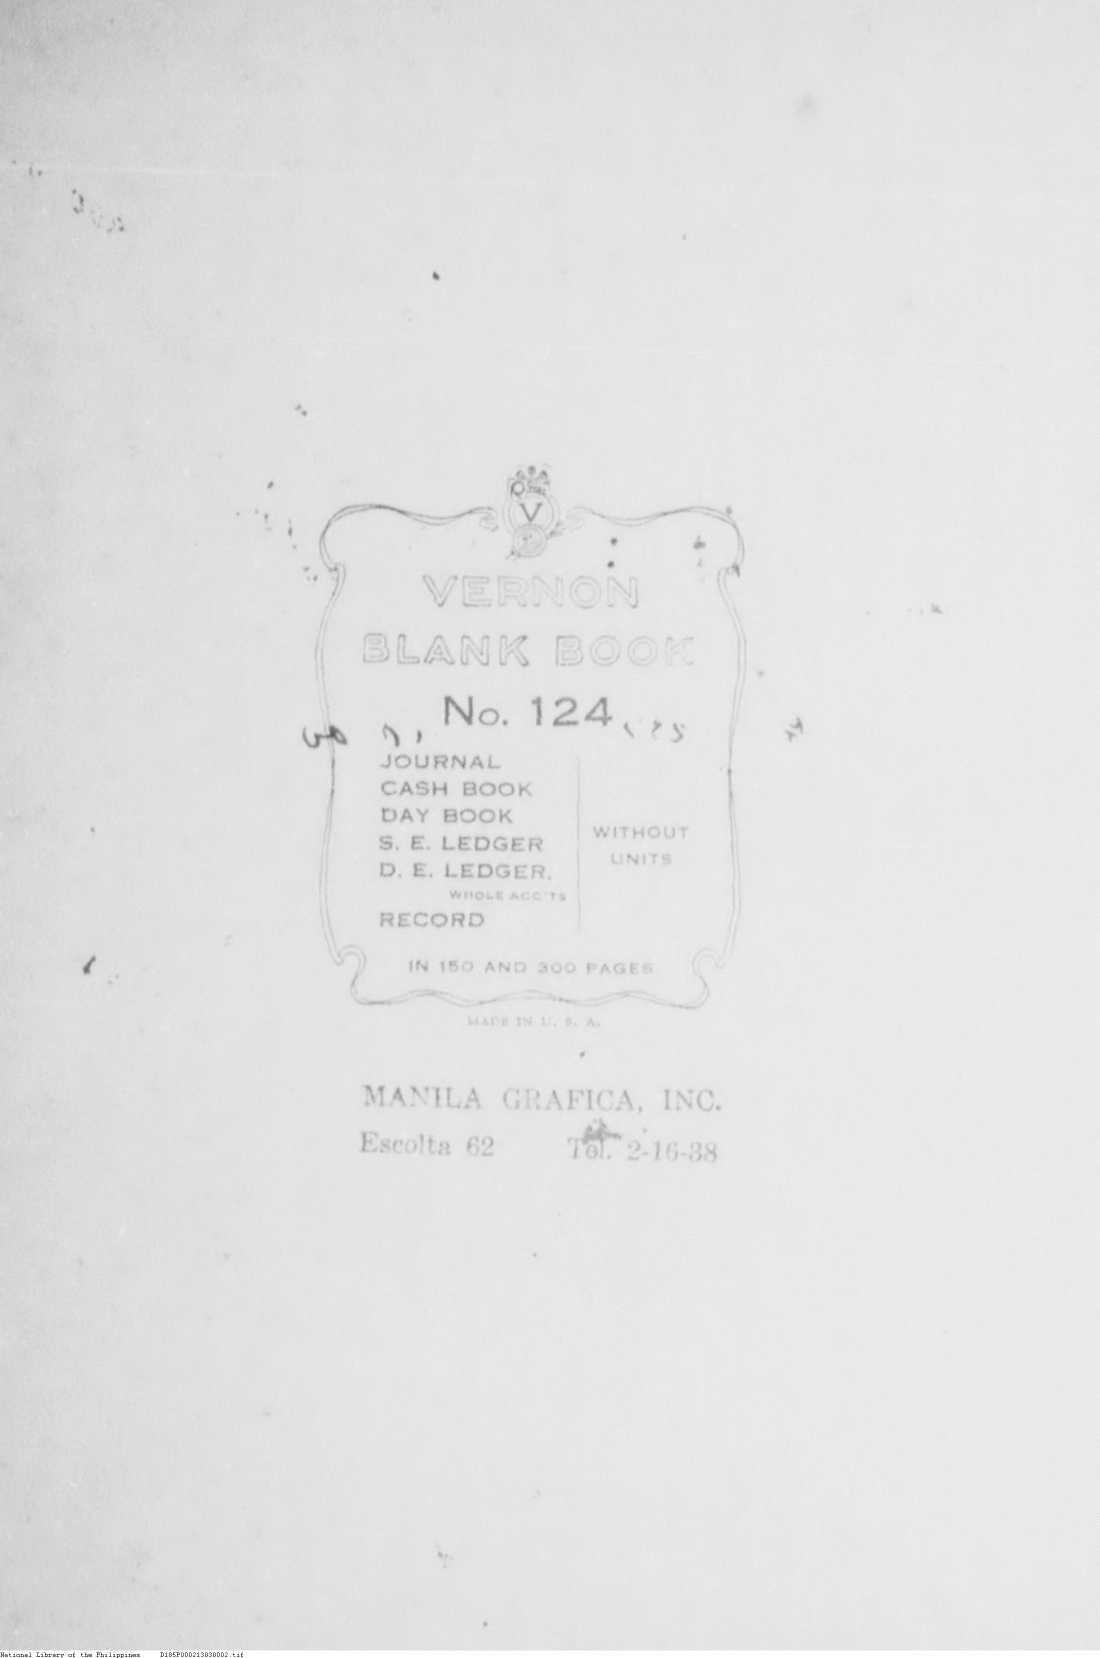 V
VERNON
BLANK BOOK
No. 124
JOURNAL
CASH BOOK
DAY BOOK
S. E. LEDGER
D. E. LEDGER.
WHOLE ACC'TS
RECORD
WITHOUT
UNITS
IN 150 AND 300 PAGES
MADE IN U. S. A.
MANILA GRAFICA, INC.
Escolta 62 Tel. 2-16-38
National Library of the Philippines D185P000213838002.tif